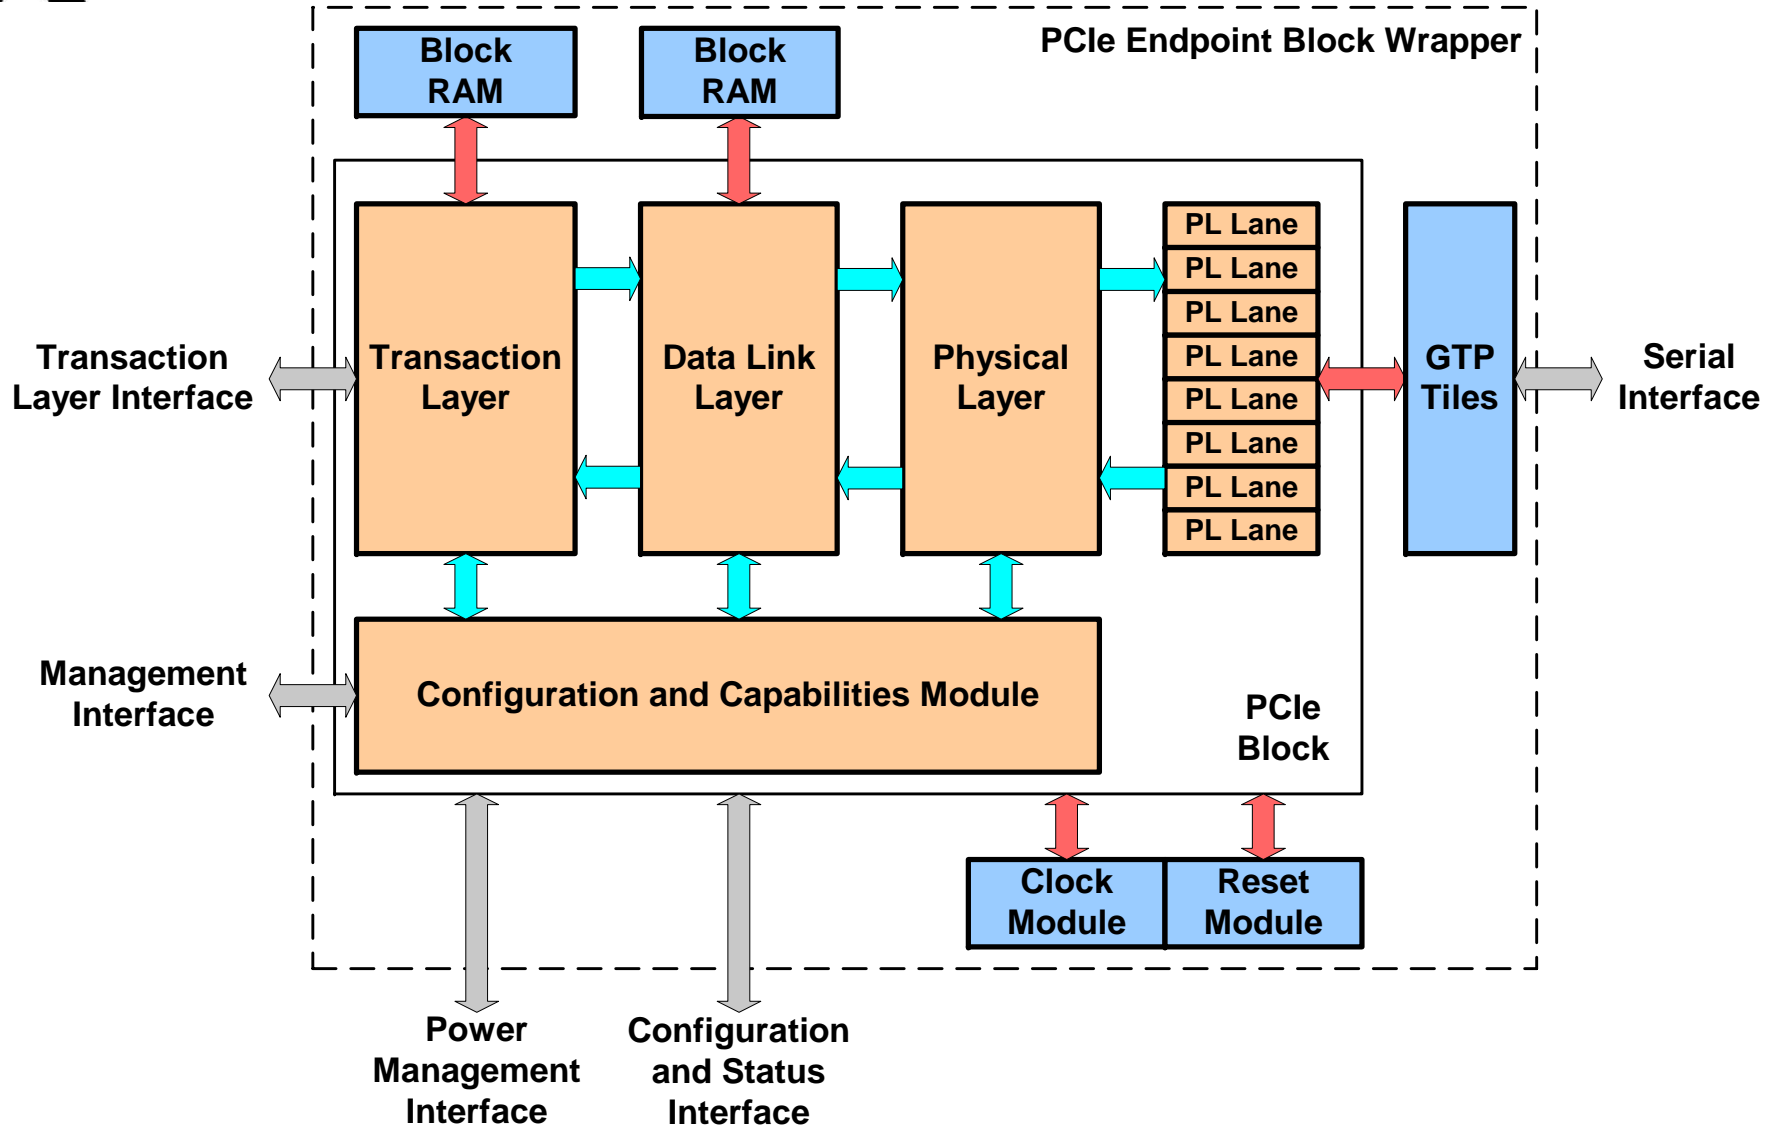 PCIe Endpoint Block Wrapper
Block
RAM
Block
RAM
Transaction
Layer Interface
Transaction
Layer
Data Link
Layer
Physical
Layer
PL Lane
PL Lane
PL Lane
PL Lane
PL Lane
PL Lane
PL Lane
PL Lane
GTP
Tiles
Serial
Interface
Management
Interface
Configuration and Capabilities Module
PCIe
Block
Clock
Module
Reset
Module
Power
Management
Interface
Configuration
and Status
Interface